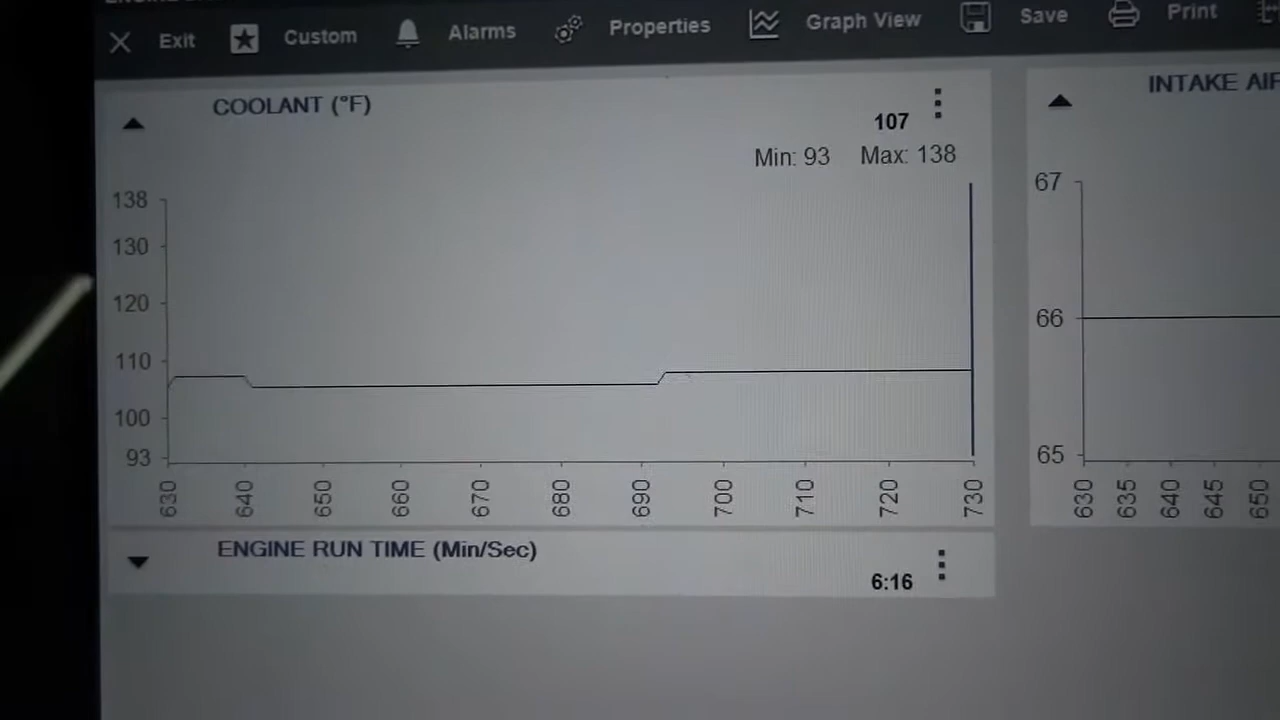 Exit Custom Alarms Properties Graph View Save Print
COOLANT (°F)
107
Min: 93 Max: 138
138
130
120
110
100
93
630 640 650 660 670 680 690 700 710 720 730
ENGINE RUN TIME (Min/Sec)
6:16
INTAKE AIR
67
66
65
630 635 640 645 650